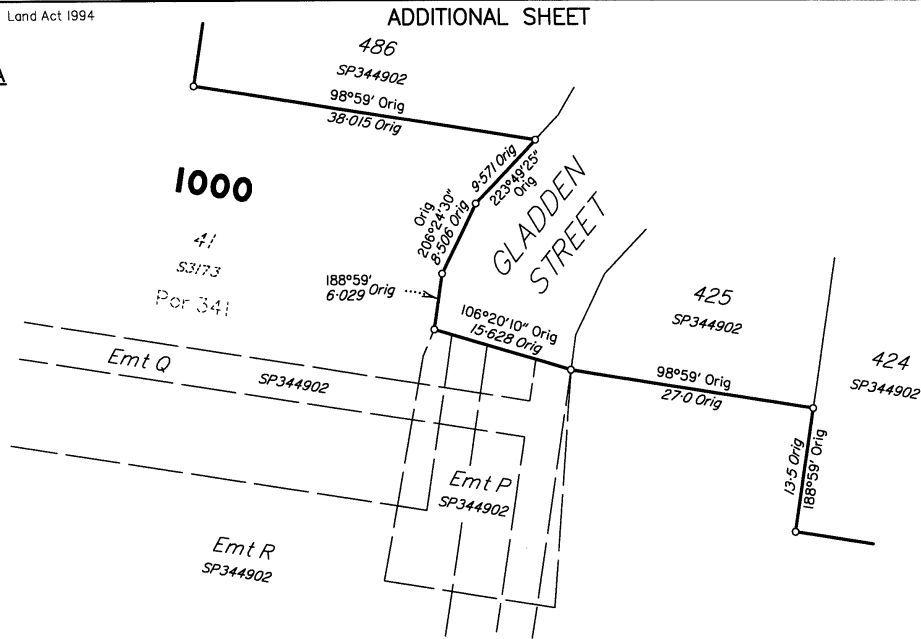 Land Act 1994
ADDITIONAL SHEET
A
486
SP344902
98°59' Orig
38·015 Orig
9·571 Orig
223°49'25"
Orig
Orig
206°24'30"
8·506 Orig
GLADDEN
STREET
1000
41
S3173
Por 341
188°59'
6·029 Orig
106°20'10" Orig
15·628 Orig
425
SP344902
424
SP344902
98°59' Orig
27·0 Orig
13·5 Orig
188°59' Orig
Emt Q
SP344902
Emt P
SP344902
Emt R
SP344902